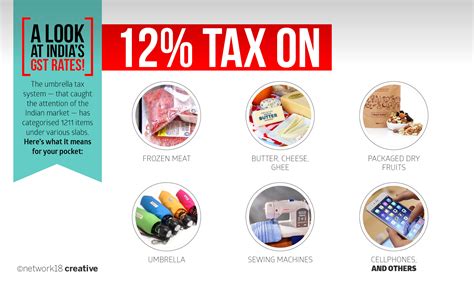 A LOOK
AT INDIA'S
GST RATES!
The umbrella tax
system — that caught
the attention of the
Indian market — has
categorised 1211 items
under various slabs.
Here's what it means
for your pocket:
12% TAX ON
FROZEN MEAT
BUTTER, CHEESE,
GHEE
PACKAGED DRY
FRUITS
UMBRELLA
SEWING MACHINES
CELLPHONES,
AND OTHERS
©network18 creative